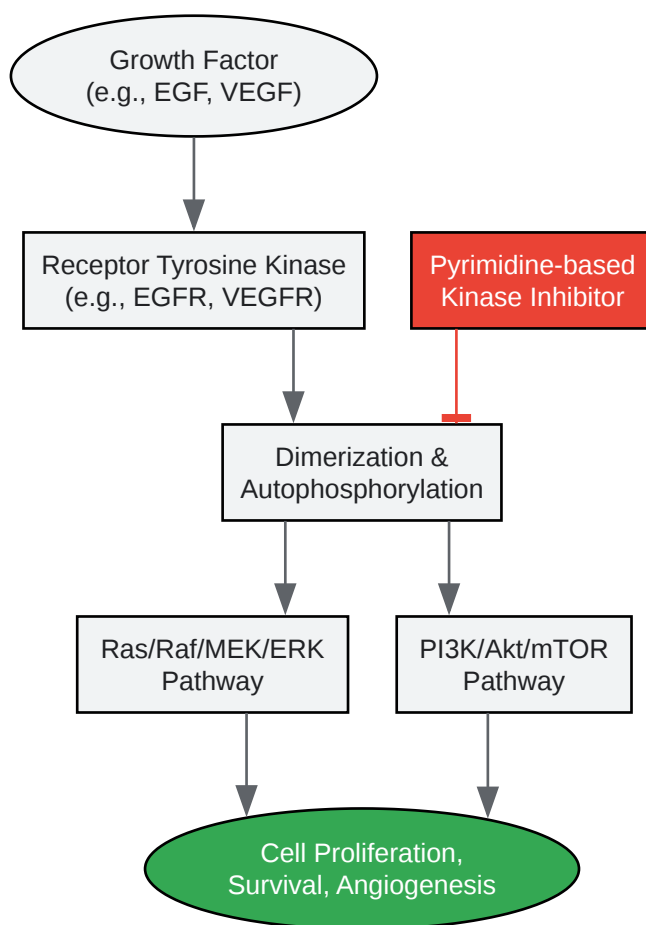 Growth Factor
(e.g., EGF, VEGF)
Receptor Tyrosine Kinase
(e.g., EGFR, VEGFR)
Pyrimidine-based
Kinase Inhibitor
Dimerization &
Autophosphorylation
Ras/Raf/MEK/ERK
Pathway
PI3K/Akt/mTOR
Pathway
Cell Proliferation,
Survival, Angiogenesis